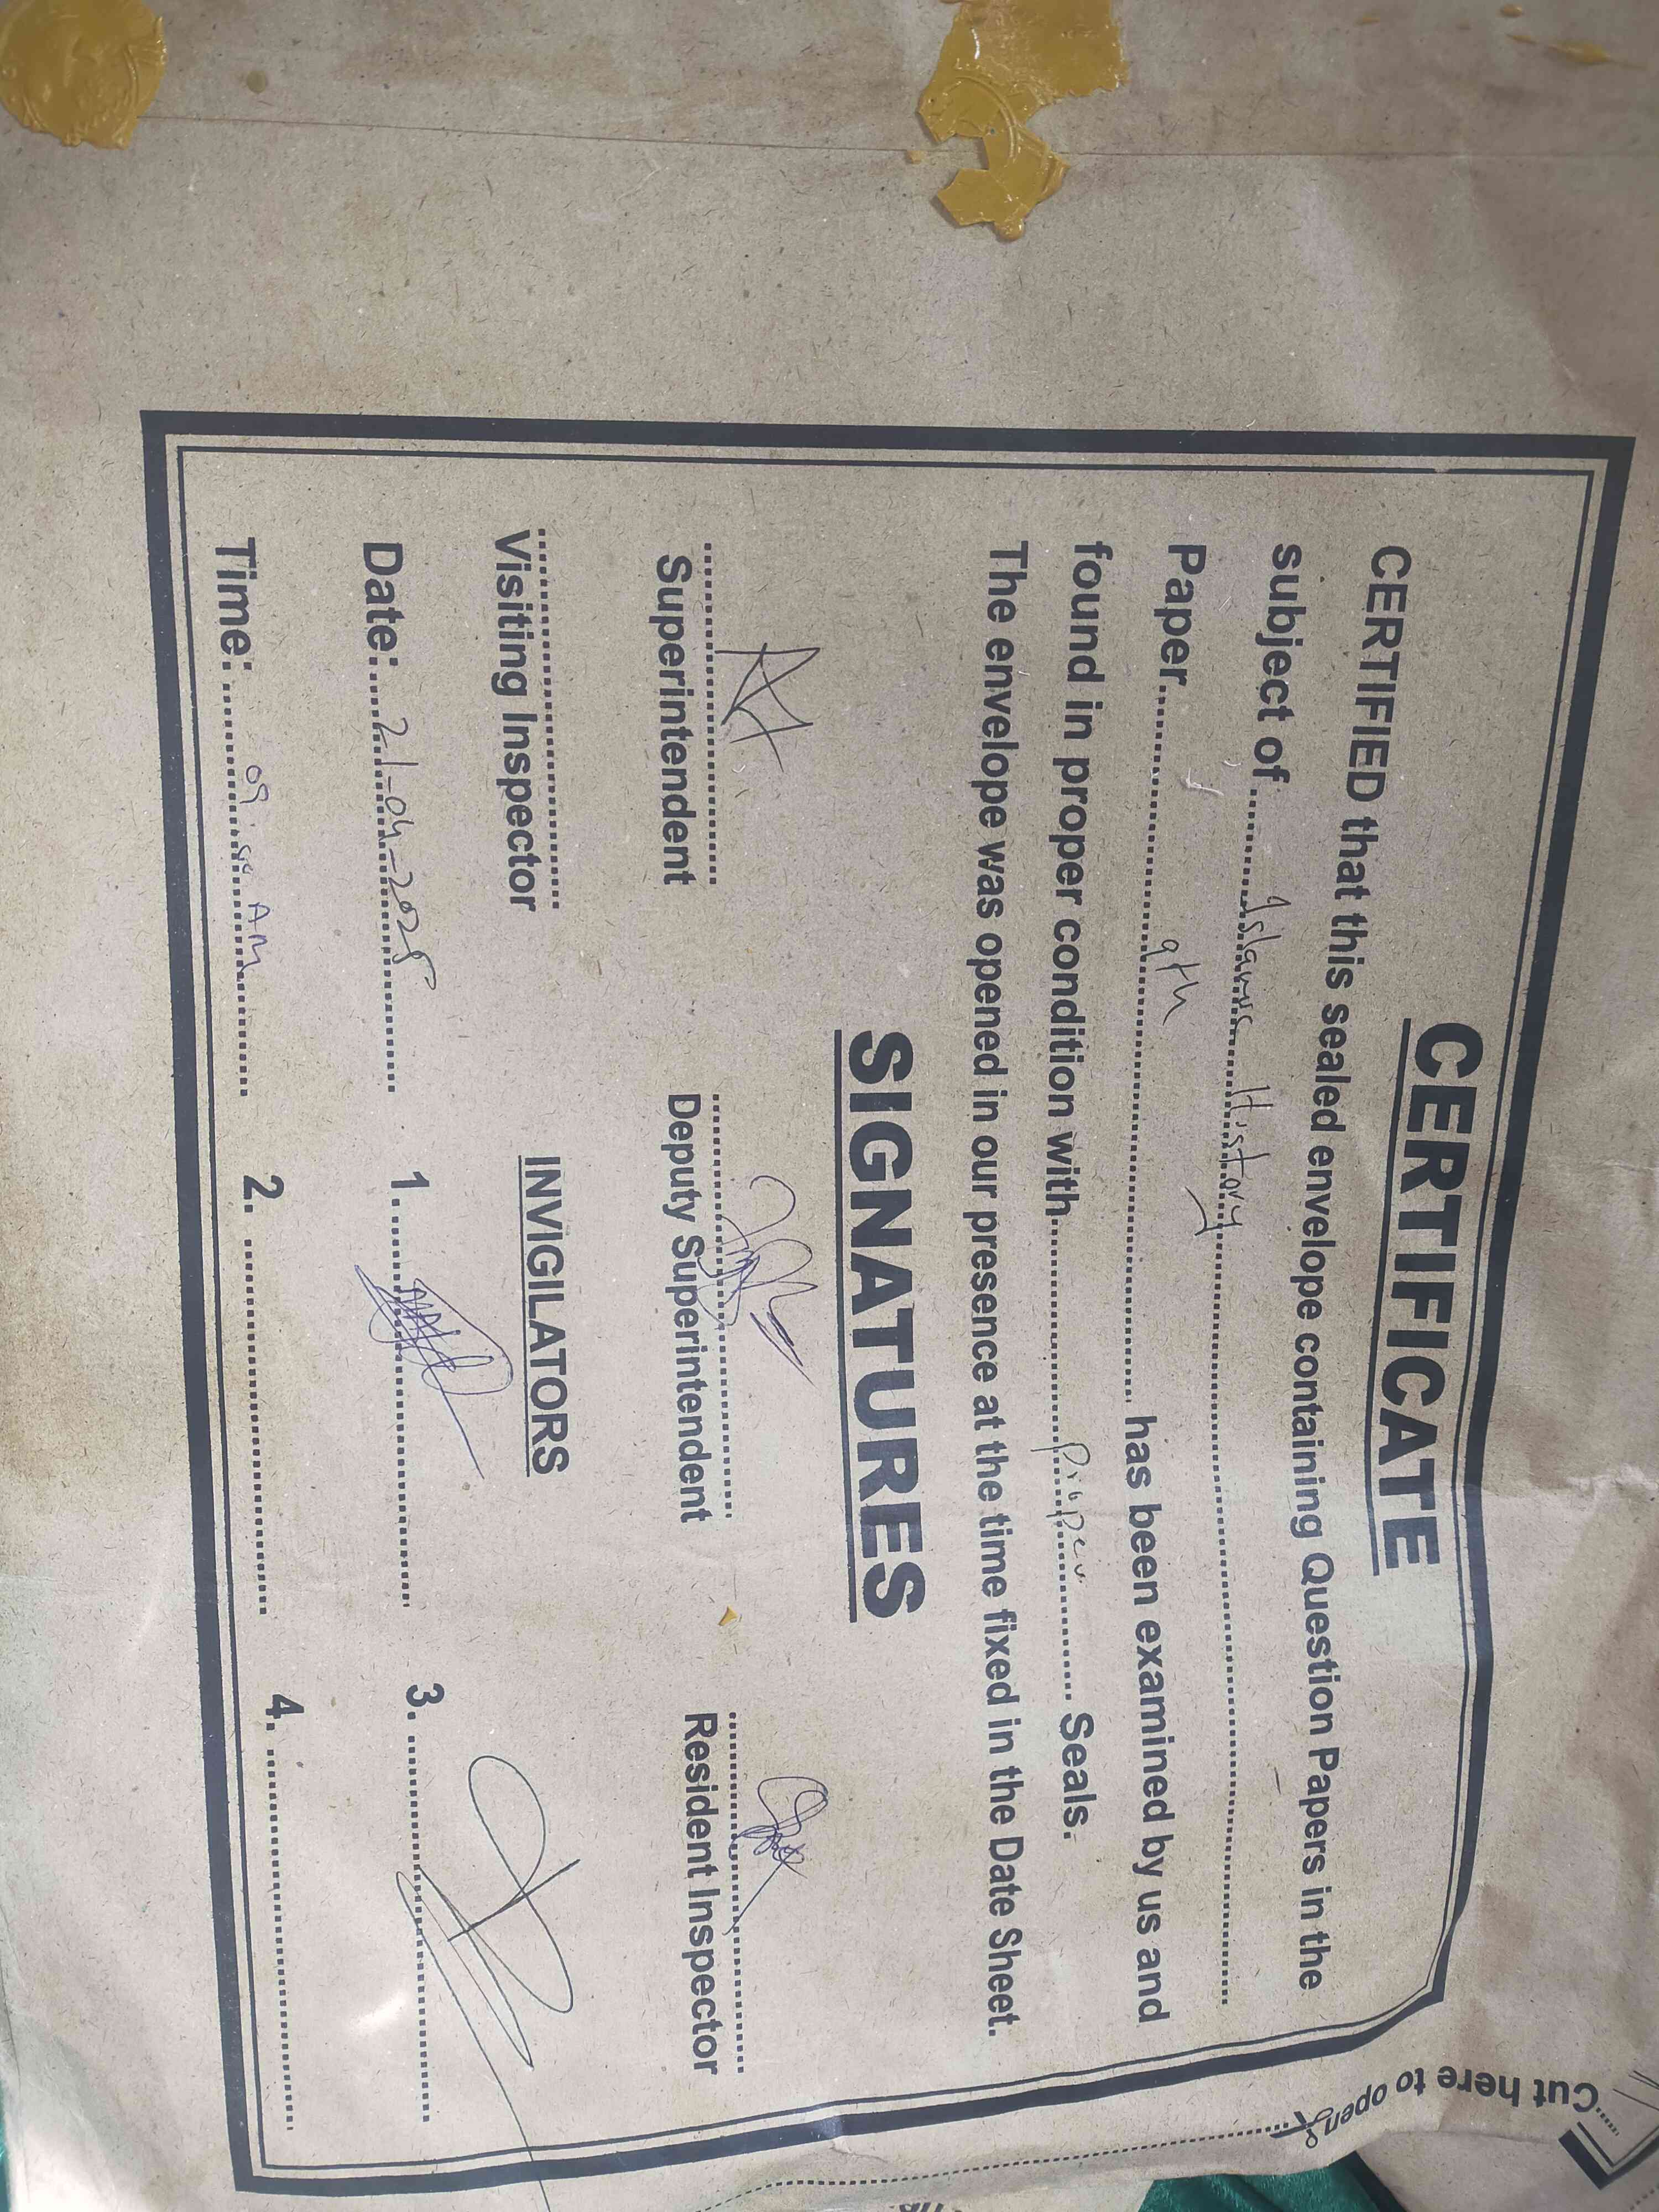 CERTIFICATE
CERTIFIED that this sealed envelope containing Question Papers in the
subject of .......... Islamic History ..........
Paper .......... 9th .......... has been examined by us and
found in proper condition with .......... Seals.
The envelope was opened in our presence at the time fixed in the Date Sheet.
SIGNATURES
Superintendent Deputy Superintendent Resident Inspector
Visiting Inspector INVIGILATORS
Date: 21-04-2025 1. .......... 3. ..........
Time: AM 2. .......... 4. ..........
Cut here to open